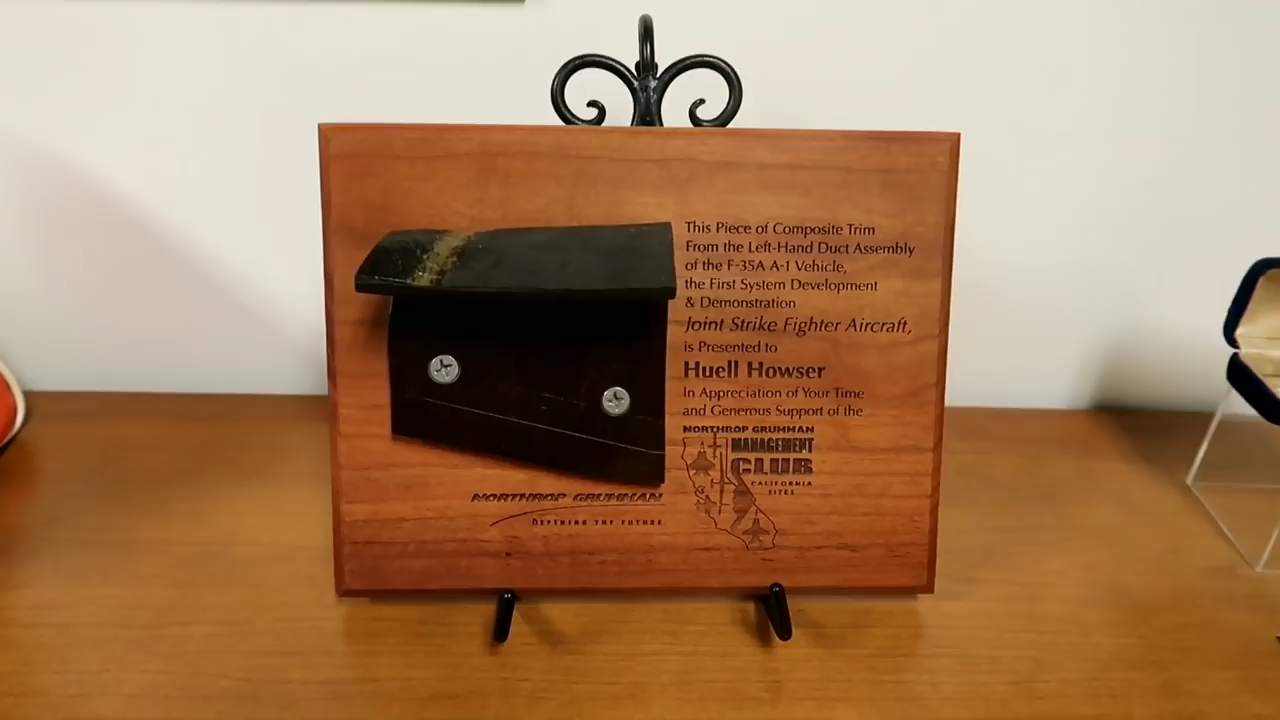 This Piece of Composite Trim
From the Left-Hand Duct Assembly
of the F-35A A-1 Vehicle,
the First System Development
& Demonstration
Joint Strike Fighter Aircraft,
is Presented to
Huell Howser
In Appreciation of Your Time
and Generous Support of the
NORTHROP GRUMMAN
MANAGEMENT
CLUB
CALIFORNIA
SITES
NORTHROP GRUMMAN
DEFINING THE FUTURE